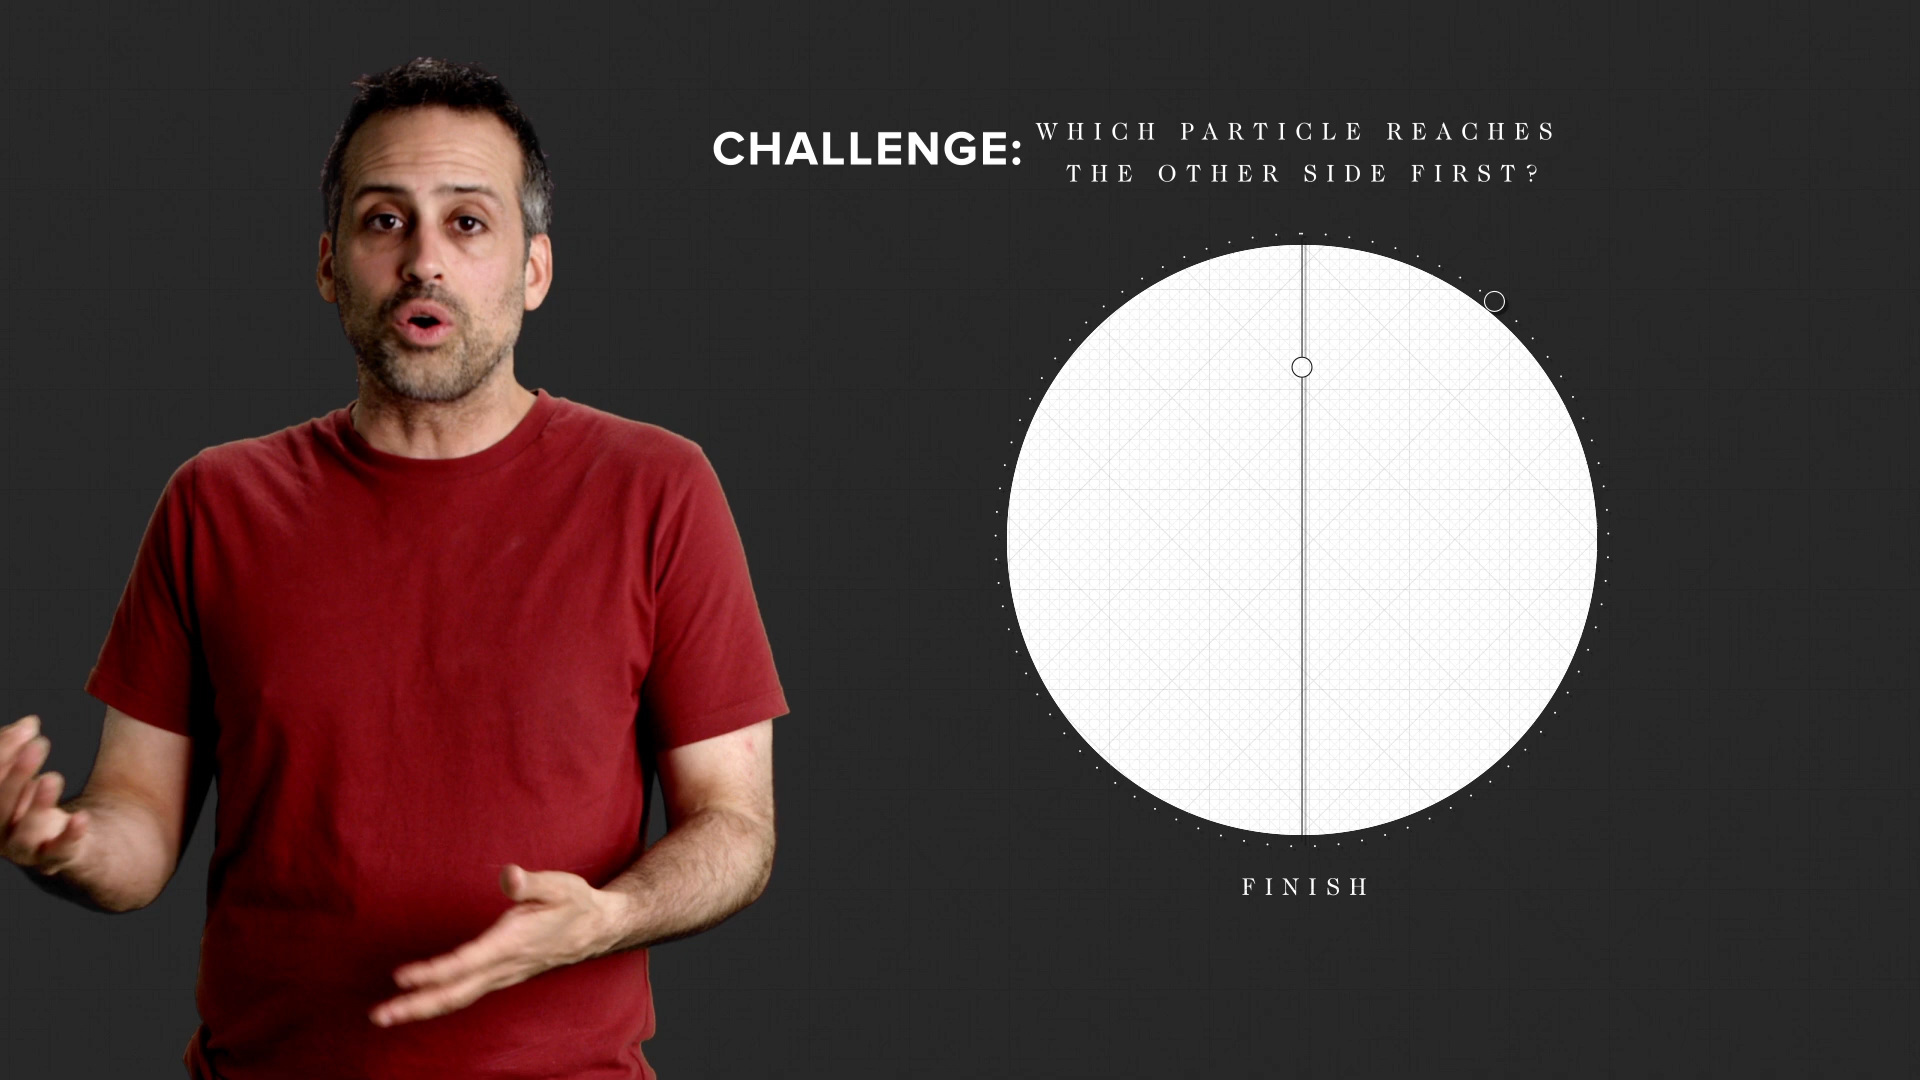 CHALLENGE:
WHICH PARTICLE REACHES
THE OTHER SIDE FIRST?
FINISH